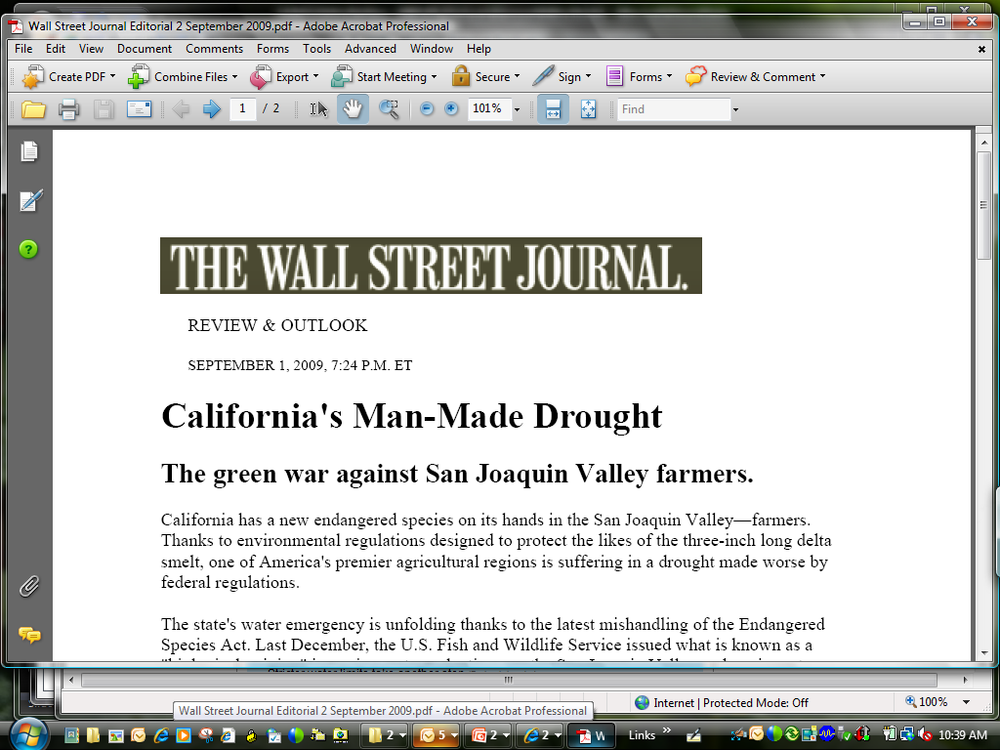 Wall Street Journal Editorial 2 September 2009.pdf - Adobe Acrobat Professional
File Edit View Document Comments Forms Tools Advanced Window Help
Create PDF Combine Files Export Start Meeting Secure Sign Forms Review & Comment
1 / 2 101% Find
THE WALL STREET JOURNAL.
REVIEW & OUTLOOK
SEPTEMBER 1, 2009, 7:24 P.M. ET
California's Man-Made Drought
The green war against San Joaquin Valley farmers.
California has a new endangered species on its hands in the San Joaquin Valley—farmers.
Thanks to environmental regulations designed to protect the likes of the three-inch long delta
smelt, one of America's premier agricultural regions is suffering in a drought made worse by
federal regulations.
The state's water emergency is unfolding thanks to the latest mishandling of the Endangered
Species Act. Last December, the U.S. Fish and Wildlife Service issued what is known as a
Internet | Protected Mode: Off 100%
Wall Street Journal Editorial 2 September 2009.pdf - Adobe Acrobat Professional
2 5 2 2 W Links 10:39 AM